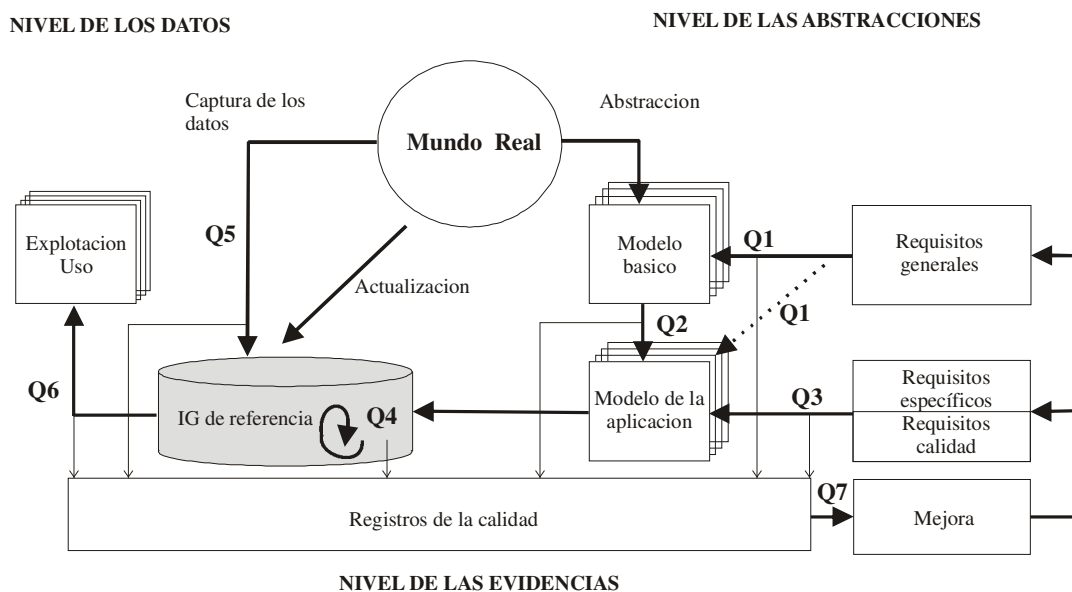 NIVEL DE LOS DATOS
NIVEL DE LAS ABSTRACCIONES
Captura de los
datos
Abstraccion
Mundo Real
Explotacion
Uso
Q5
Modelo
basico
Q1
Requisitos
generales
Actualizacion
Q1
Q2
Q6
IG de referencia
Q4
Modelo de la
aplicacion
Q3
Requisitos
específicos
Requisitos
calidad
Registros de la calidad
Q7
Mejora
NIVEL DE LAS EVIDENCIAS